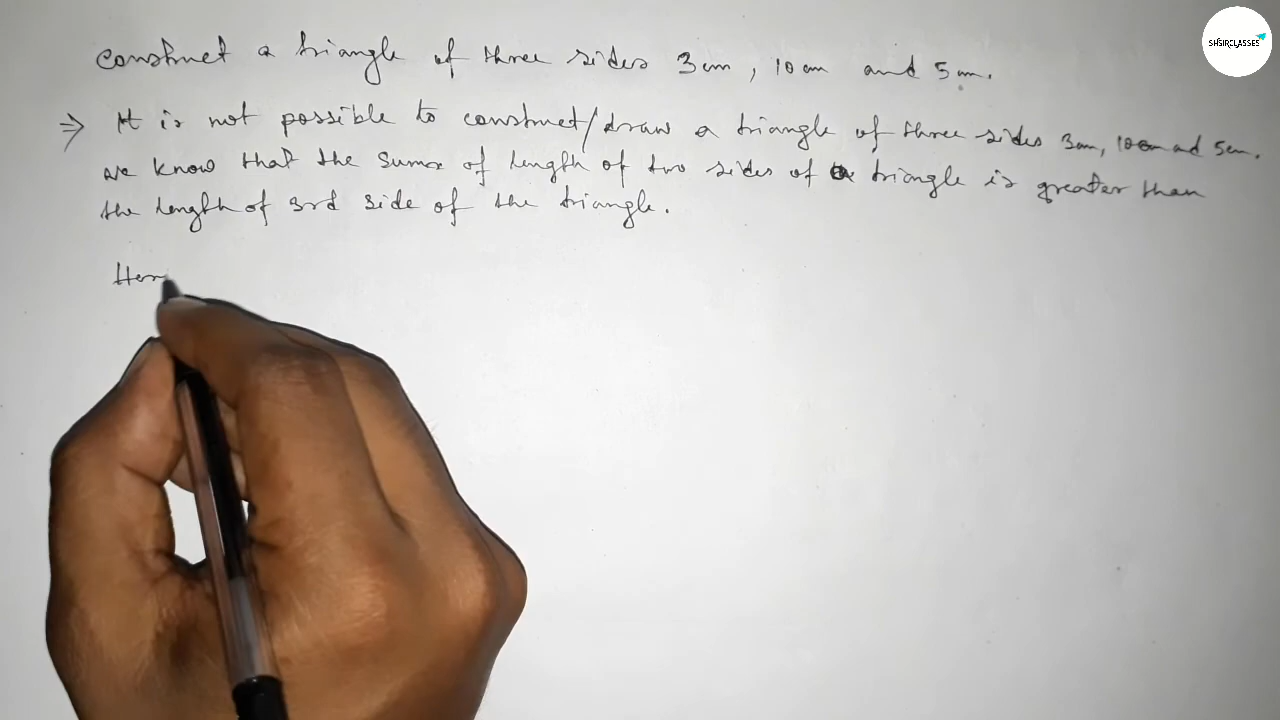 SHSIRCLASSES
construct a triangle of three sides 3cm, 10cm and 5cm.
⇒ It is not possible to construct/draw a triangle of three sides 3cm, 10cm and 5cm.
we know that the sum of length of two sides of a triangle is greater than
the length of 3rd side of the triangle.
Her